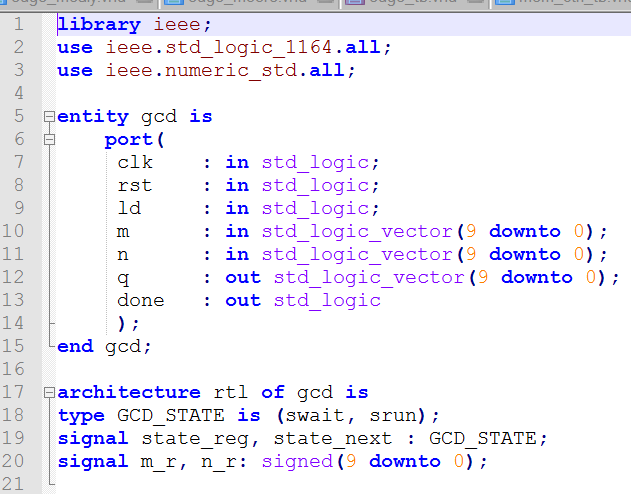 1 library ieee;
2 use ieee.std_logic_1164.all;
3 use ieee.numeric_std.all;
4
5 entity gcd is
6 port(
7 clk : in std_logic;
8 rst : in std_logic;
9 ld : in std_logic;
10 m : in std_logic_vector(9 downto 0);
11 n : in std_logic_vector(9 downto 0);
12 q : out std_logic_vector(9 downto 0);
13 done : out std_logic
14 );
15 end gcd;
16
17 architecture rtl of gcd is
18 type GCD_STATE is (swait, srun);
19 signal state_reg, state_next : GCD_STATE;
20 signal m_r, n_r: signed(9 downto 0);
21